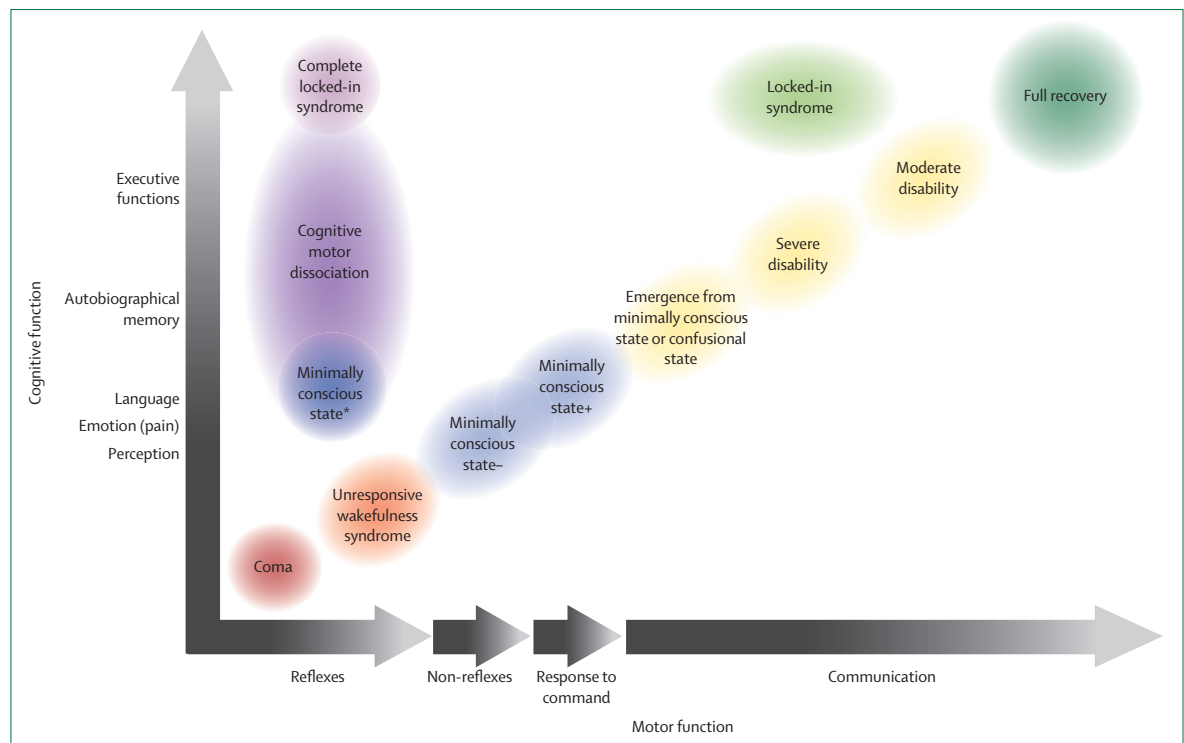 Complete
locked-in
syndrome
Locked-in
syndrome
Full recovery
Moderate
disability
Executive
functions
Cognitive
motor
dissociation
Severe
disability
Autobiographical
memory
Emergence from
minimally conscious
state or confusional
state
Cognitive function
Minimally
conscious
state*
Minimally
conscious
state+
Language
Emotion (pain)
Perception
Minimally
conscious
state–
Unresponsive
wakefulness
syndrome
Coma
Reflexes
Non-reflexes
Response to
command
Communication
Motor function